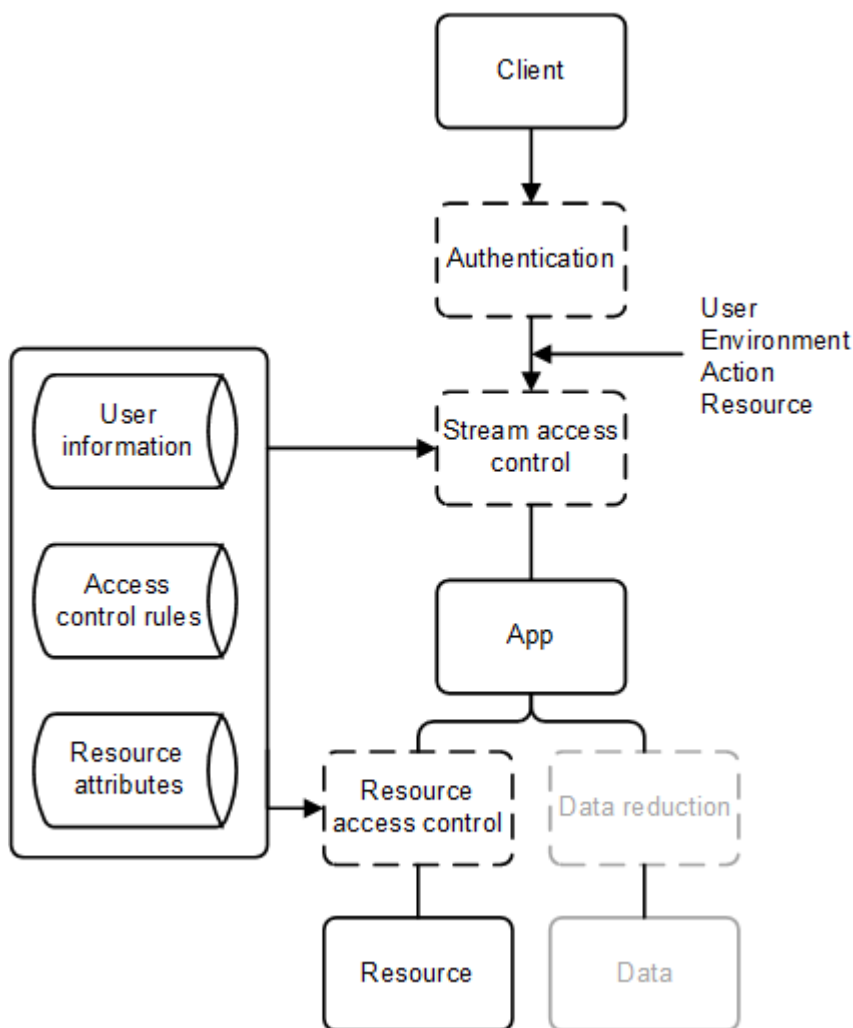 Client
Authentication
User
Environment
Action
Resource
User
information
Stream access
control
Access
control rules
App
Resource
attributes
Resource
access control
Data reduction
Resource
Data